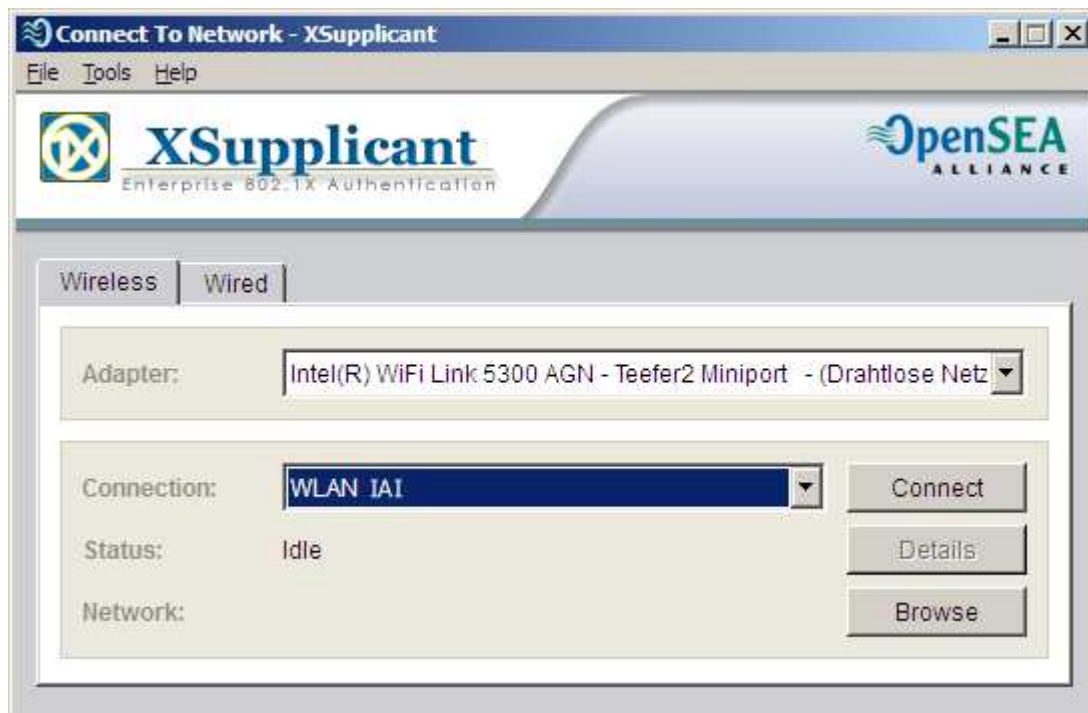 Connect To Network - XSupplicant
File Tools Help
1X XSupplicant
Enterprise 802.1X Authentication
OpenSEA
ALLIANCE
Wireless Wired
Adapter: Intel(R) WiFi Link 5300 AGN - Teefer2 Miniport - (Drahtlose Netz
Connection: WLAN IAI Connect
Status: Idle Details
Network: Browse